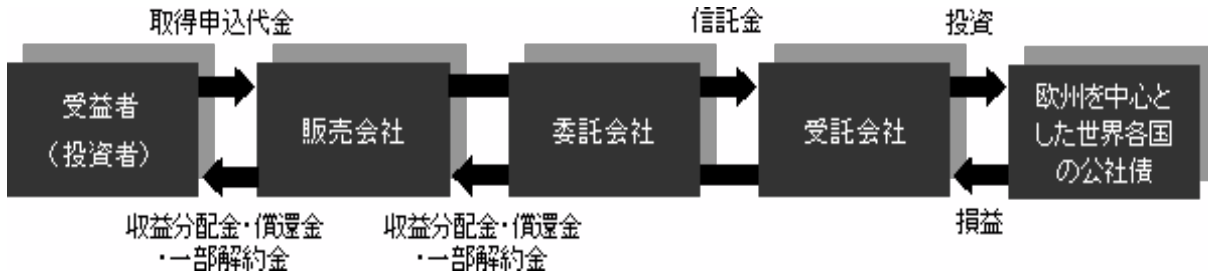 取得申込代金
信託金
投資
受益者
(投資者)
販売会社
委託会社
受託会社
欧州を中心と
した世界各国
の公社債
収益分配金・償還金
・一部解約金
収益分配金・償還金
・一部解約金
損益